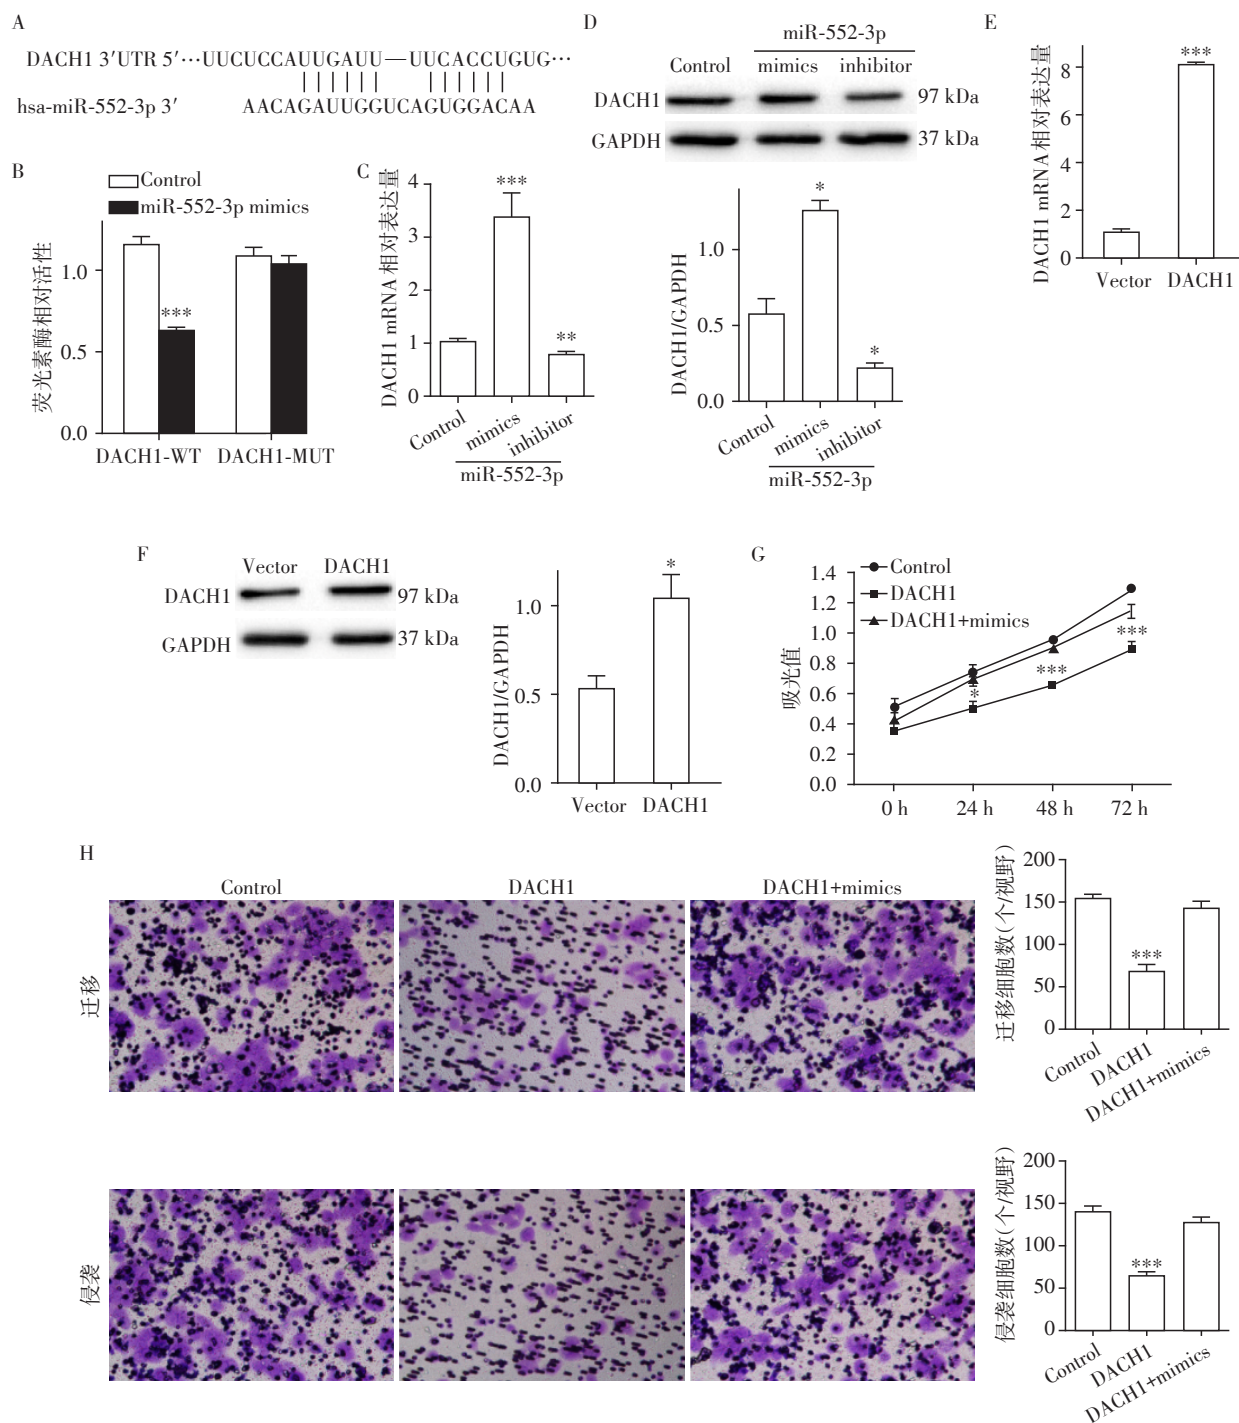 A
DACH1 3′UTR 5′···UUCUCCAUUGAUU—UUCACCUGUG···
hsa-miR-552-3p 3′ AACAGAUUGGUCAGUGGACAA
B
Control
miR-552-3p mimics
荧光素酶相对活性
1.0
0.5
0.0
***
DACH1-WT DACH1-MUT
C
DACH1 mRNA 相对表达量
4
3
2
1
0
***
**
Control
mimics
inhibitor
miR-552-3p
D
miR-552-3p
Control mimics inhibitor
DACH1 97 kDa
GAPDH 37 kDa
DACH1/GAPDH
1.0
0.5
0.0
*
*
Control
mimics
inhibitor
miR-552-3p
E
DACH1 mRNA 相对表达量
8
6
4
2
0
***
Vector DACH1
F
Vector DACH1
DACH1 97 kDa
GAPDH 37 kDa
DACH1/GAPDH
1.0
0.5
0.0
*
Vector DACH1
G
Control
DACH1
DACH1+mimics
吸光值
1.4
1.2
1.0
0.8
0.6
0.4
0.2
0.0
*
***
***
0 h 24 h 48 h 72 h
H
Control DACH1 DACH1+mimics
迁移
迁移细胞数(个/视野)
200
150
100
50
0
***
Control
DACH1
DACH1+mimics
侵袭
侵袭细胞数(个/视野)
200
150
100
50
0
***
Control
DACH1
DACH1+mimics